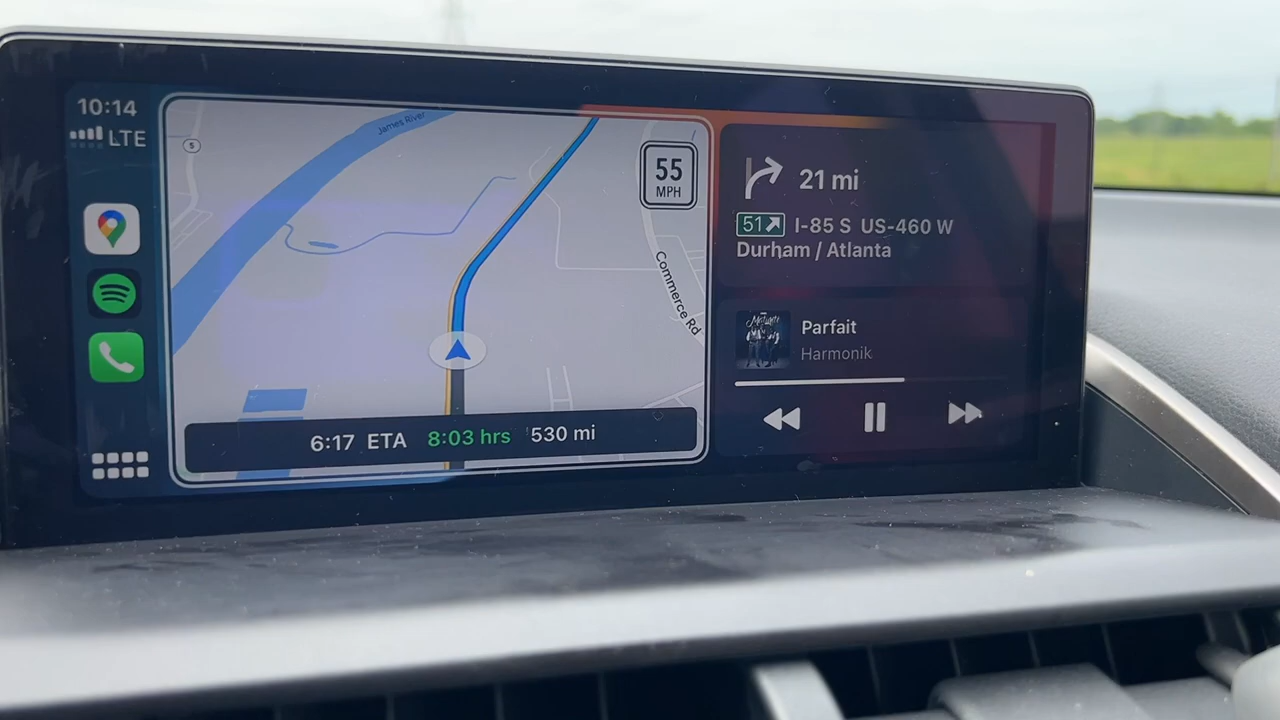 10:14
LTE
James River
5
55
MPH
Commerce Rd
6:17 ETA 8:03 hrs 530 mi
21 mi
51 I-85 S US-460 W
Durham / Atlanta
Parfait
Harmonik